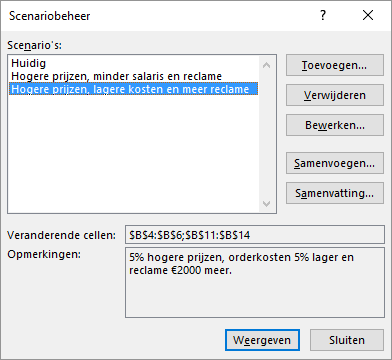 Scenariobeheer ? ×
Scenario's:
Huidig
Hogere prijzen, minder salaris en reclame
Hogere prijzen, lagere kosten en meer reclame
Toevoegen...
Verwijderen
Bewerken...
Samenvoegen...
Samenvatting...
Veranderende cellen: $B$4:$B$6;$B$11:$B$14
Opmerkingen: 5% hogere prijzen, orderkosten 5% lager en
reclame €2000 meer.
Weergeven Sluiten